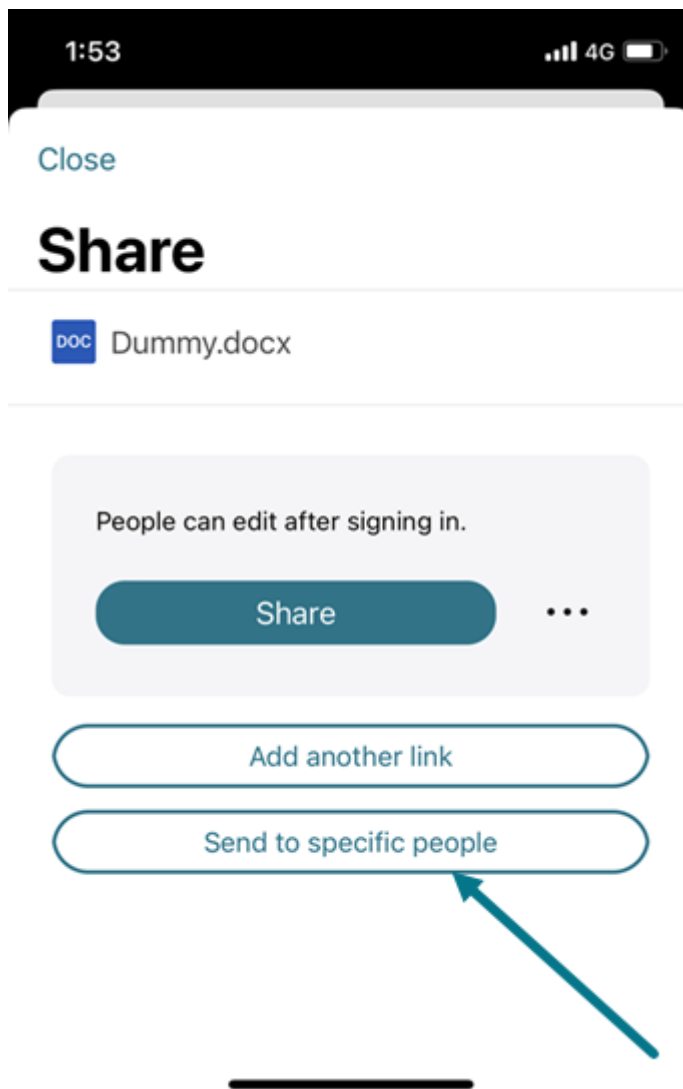 1:53 4G
Close
Share
DOC Dummy.docx
People can edit after signing in.
Share
Add another link
Send to specific people